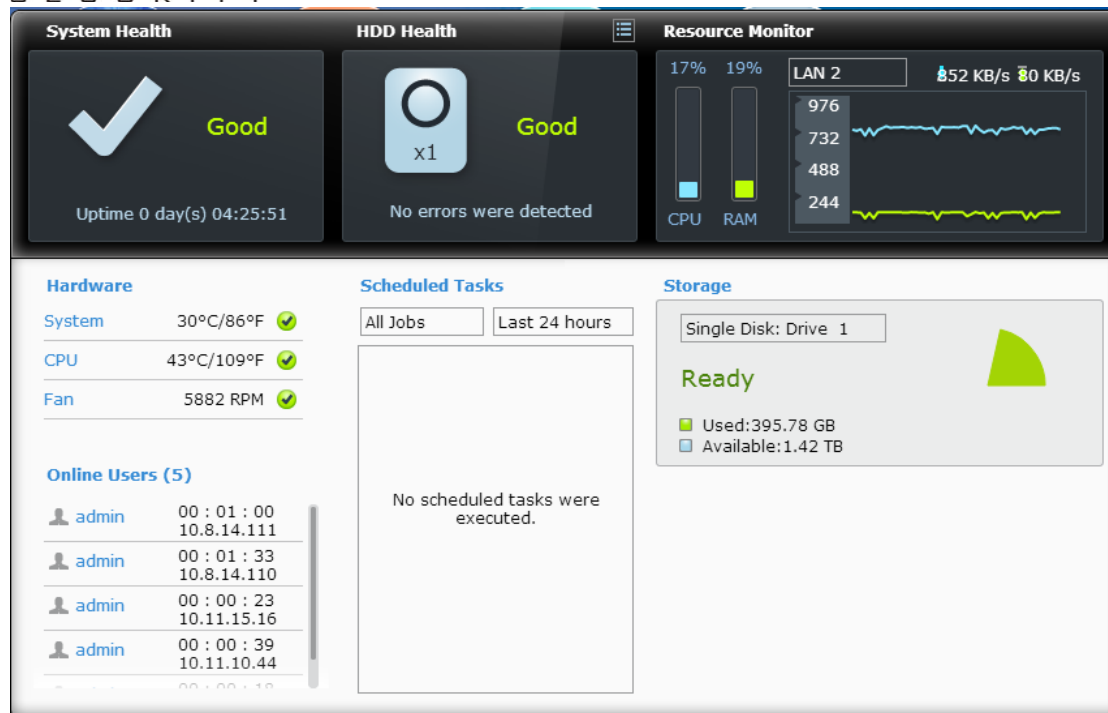 System Health
Good
Uptime 0 day(s) 04:25:51
HDD Health
x1
Good
No errors were detected
Resource Monitor
17% 19%
CPU RAM
LAN 2
852 KB/s 80 KB/s
976
732
488
244
Hardware
System 30°C/86°F
CPU 43°C/109°F
Fan 5882 RPM
Online Users (5)
admin 00 : 01 : 00
10.8.14.111
admin 00 : 01 : 33
10.8.14.110
admin 00 : 00 : 23
10.11.15.16
admin 00 : 00 : 39
10.11.10.44
Scheduled Tasks
All Jobs Last 24 hours
No scheduled tasks were
executed.
Storage
Single Disk: Drive 1
Ready
Used:395.78 GB
Available:1.42 TB